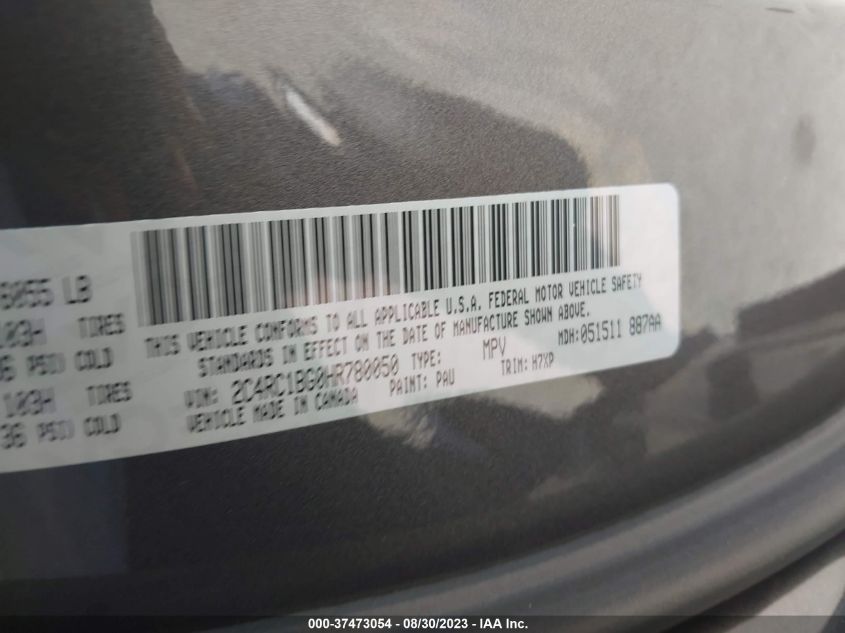 6055 LB
103H TIRES
36 PSI) COLD
103H TIRES
36 PSI) COLD
THIS VEHICLE CONFORMS TO ALL APPLICABLE U.S.A. FEDERAL MOTOR VEHICLE SAFETY
STANDARDS IN EFFECT ON THE DATE OF MANUFACTURE SHOWN ABOVE.
MDH:051511 887AA
VIN: 2C4RC1BG0HR780050 TYPE: MPV
VEHICLE MADE IN CANADA PAINT: PAU TRIM: H7XP
000-37473054 - 08/30/2023 - IAA Inc.